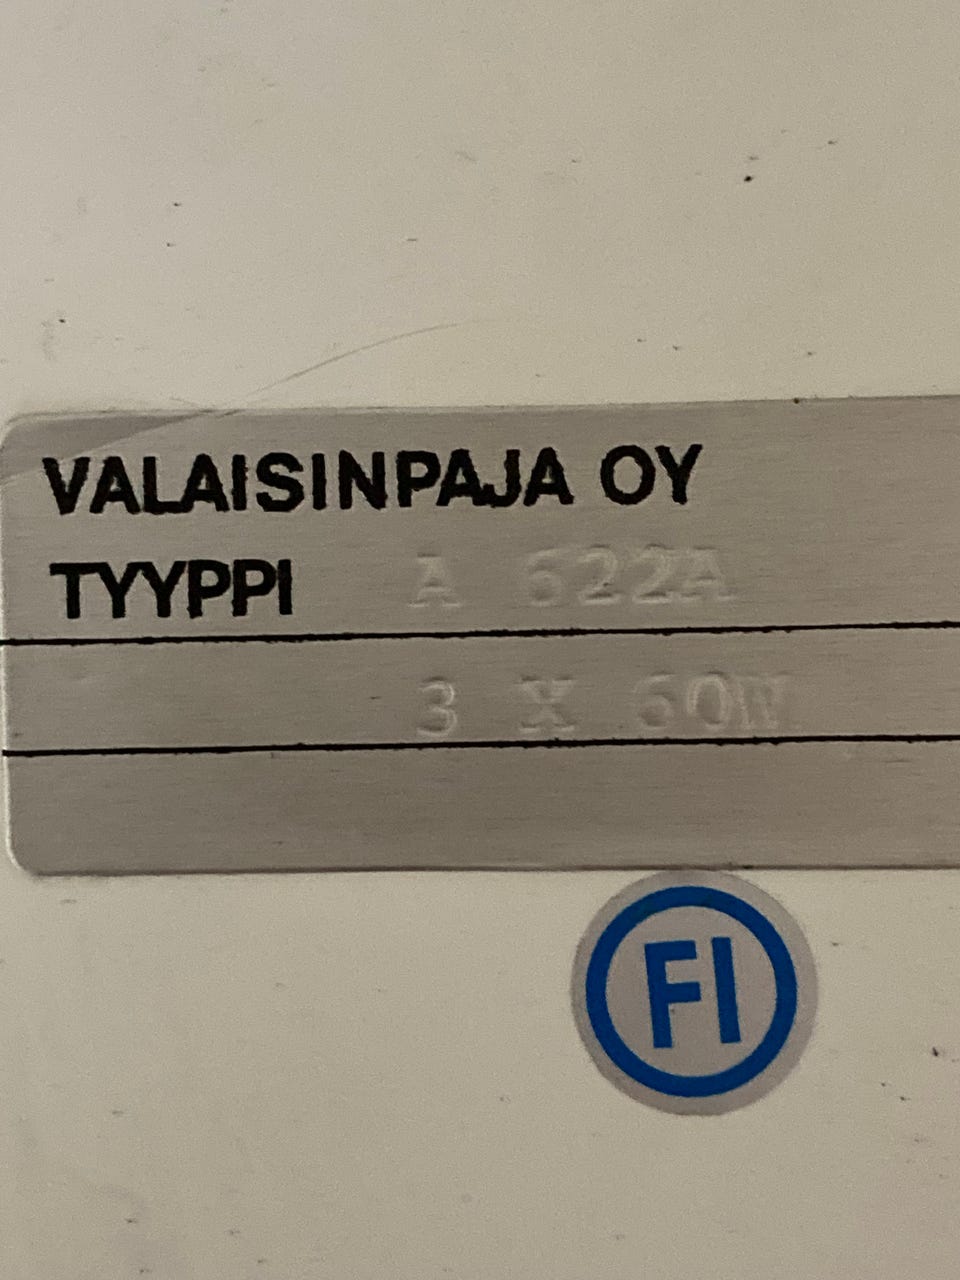 VALAISINPAJA OY
TYYPPI A 622A
3 X 60W
FI